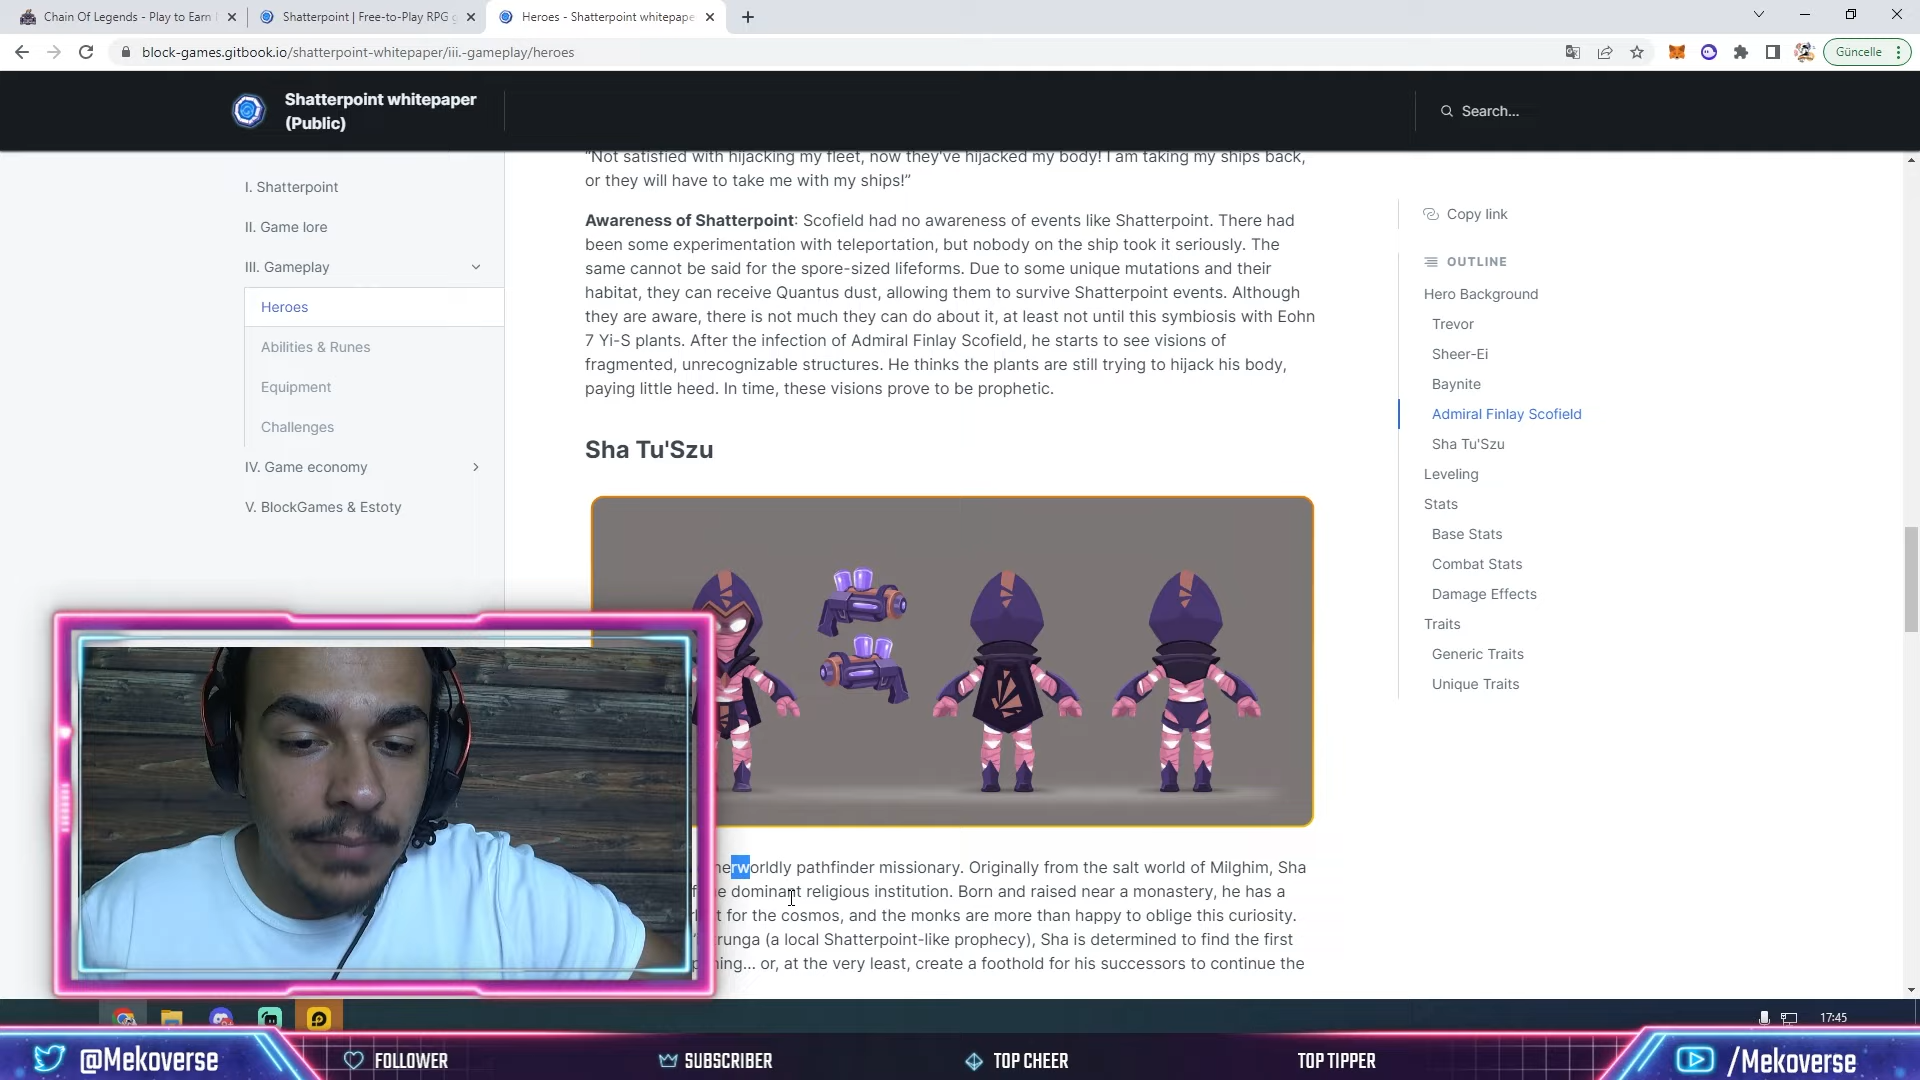 Chain Of Legends - Play to Earn
Shatterpoint | Free-to-Play RPG g
Heroes - Shatterpoint whitepape
block-games.gitbook.io/shatterpoint-whitepaper/iii.-gameplay/heroes
Güncelle
Shatterpoint whitepaper
(Public)
Search...
I. Shatterpoint
II. Game lore
III. Gameplay
Heroes
Abilities & Runes
Equipment
Challenges
IV. Game economy
V. BlockGames & Estoty
“Not satisfied with hijacking my fleet, now they've hijacked my body! I am taking my ships back,
or they will have to take me with my ships!”
Awareness of Shatterpoint: Scofield had no awareness of events like Shatterpoint. There had
been some experimentation with teleportation, but nobody on the ship took it seriously. The
same cannot be said for the spore-sized lifeforms. Due to some unique mutations and their
habitat, they can receive Quantus dust, allowing them to survive Shatterpoint events. Although
they are aware, there is not much they can do about it, at least not until this symbiosis with Eohn
7 Yi-S plants. After the infection of Admiral Finlay Scofield, he starts to see visions of
fragmented, unrecognizable structures. He thinks the plants are still trying to hijack his body,
paying little heed. In time, these visions prove to be prophetic.
Sha Tu'Szu
herworldly pathfinder missionary. Originally from the salt world of Milghim, Sha
dominant religious institution. Born and raised near a monastery, he has a
for the cosmos, and the monks are more than happy to oblige this curiosity.
(a local Shatterpoint-like prophecy), Sha is determined to find the first
or, at the very least, create a foothold for his successors to continue the
Copy link
OUTLINE
Hero Background
Trevor
Sheer-Ei
Baynite
Admiral Finlay Scofield
Sha Tu'Szu
Leveling
Stats
Base Stats
Combat Stats
Damage Effects
Traits
Generic Traits
Unique Traits
17:45
@Mekoverse
FOLLOWER
SUBSCRIBER
TOP CHEER
TOP TIPPER
/Mekoverse